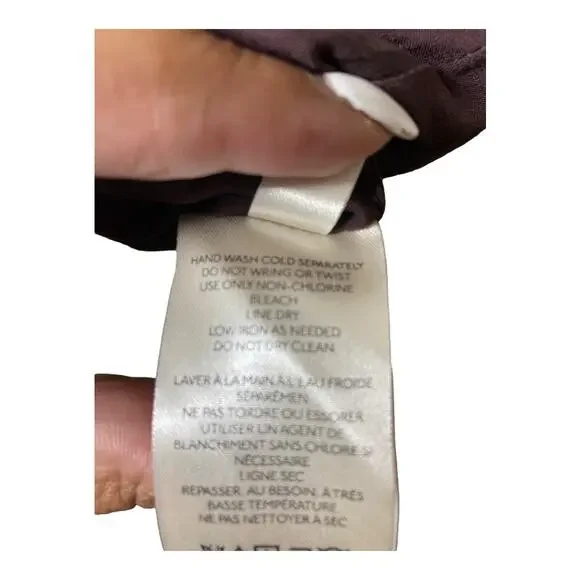 HAND WASH COLD SEPARATELY
DO NOT WRING OR TWIST
USE ONLY NON-CHLORINE
BLEACH
LINE DRY
LOW IRON AS NEEDED
DO NOT DRY CLEAN
LAVER À LA MAIN À L'EAU FROIDE,
SÉPARÉMEN
NE PAS TORDRE OU ESSORER
UTILISER UN AGENT DE
BLANCHIMENT SANS CHLORE SI
NÉCESSAIRE
LIGNE SEC
REPASSER, AU BESOIN, À TRÈS
BASSE TEMPÉRATURE.
NE PAS NETTOYER À SEC